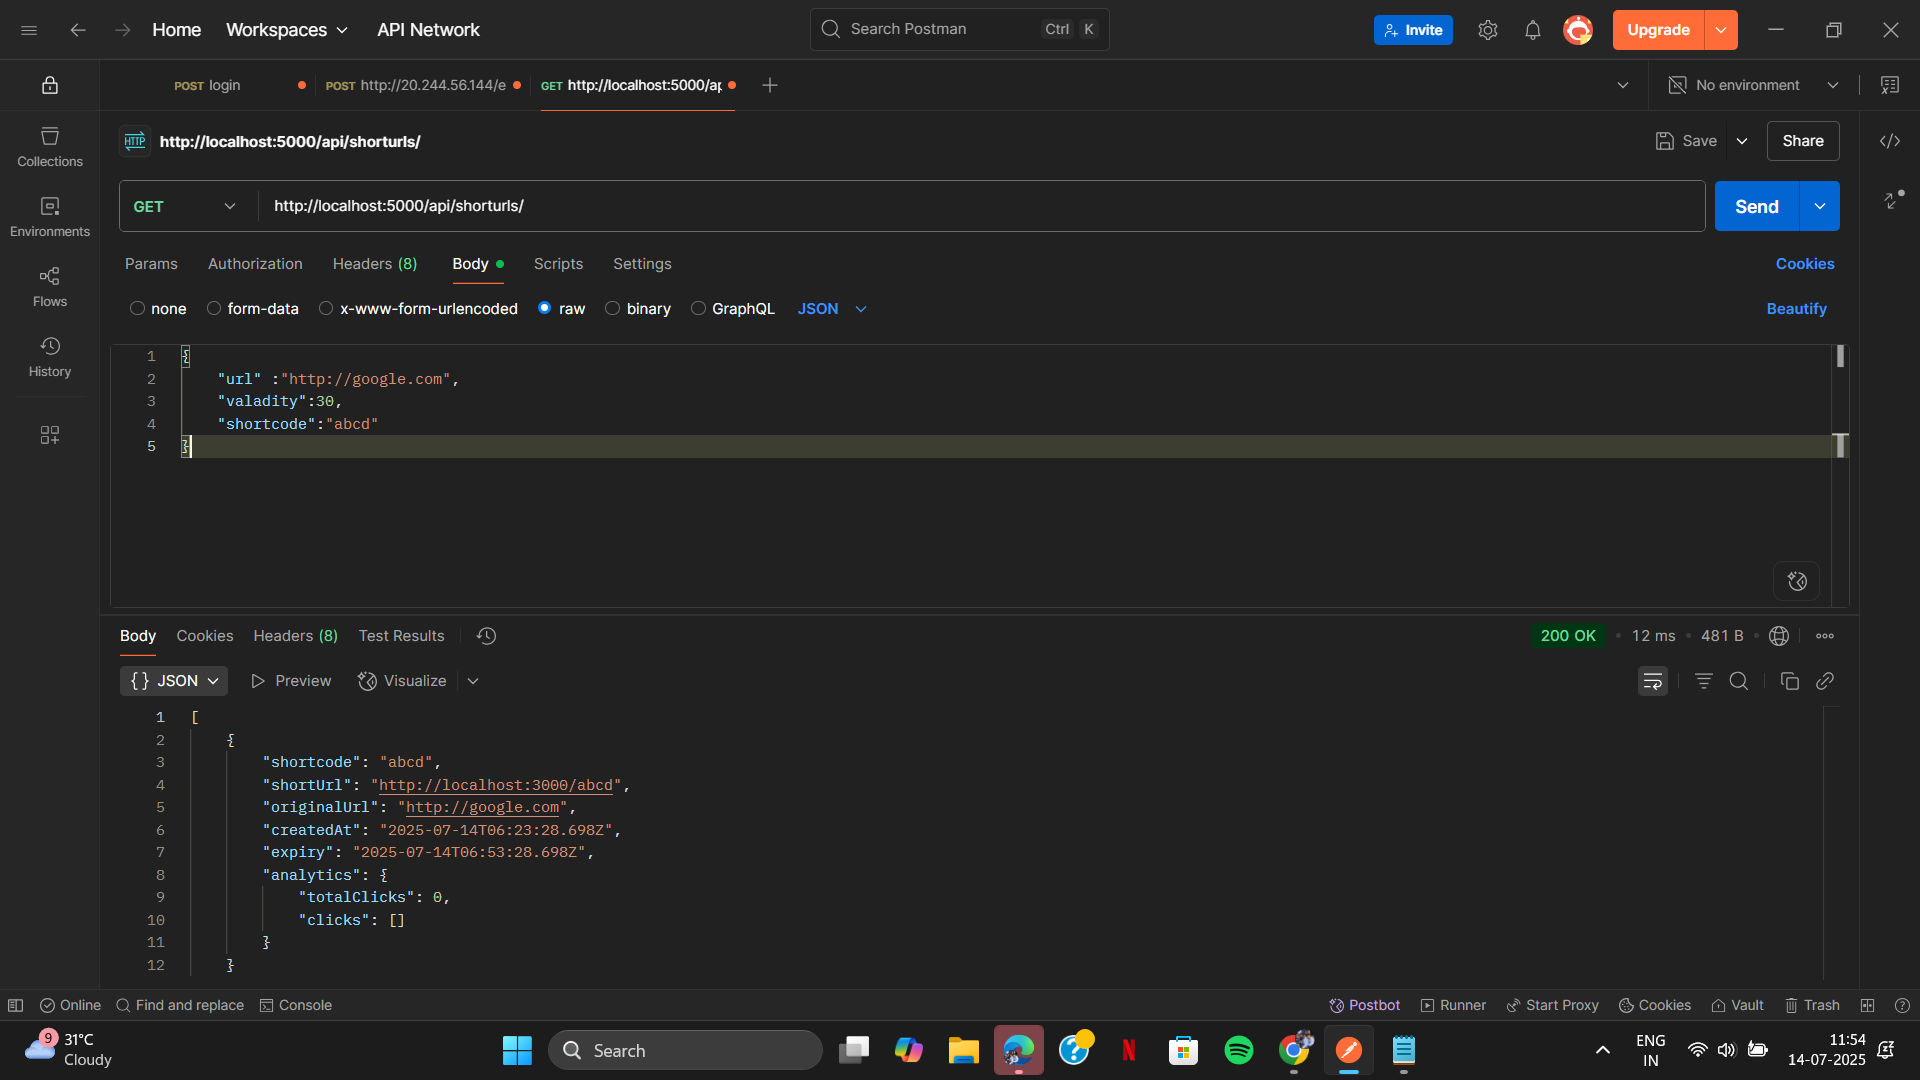 Home
Workspaces
API Network
Search Postman
Ctrl K
Invite
Upgrade
POST login
POST http://20.244.56.144/e
GET http://localhost:5000/ap
No environment
Collections
Environments
Flows
History
HTTP http://localhost:5000/api/shorturls/
Save
Share
GET
http://localhost:5000/api/shorturls/
Send
Params
Authorization
Headers (8)
Body
Scripts
Settings
Cookies
none
form-data
x-www-form-urlencoded
raw
binary
GraphQL
JSON
Beautify
1 {
2 "url" :"http://google.com",
3 "valadity":30,
4 "shortcode":"abcd"
5 }
Body
Cookies
Headers (8)
Test Results
200 OK
12 ms
481 B
{} JSON
Preview
Visualize
1 [
2 {
3 "shortcode": "abcd",
4 "shortUrl": "http://localhost:3000/abcd",
5 "originalUrl": "http://google.com",
6 "createdAt": "2025-07-14T06:23:28.698Z",
7 "expiry": "2025-07-14T06:53:28.698Z",
8 "analytics": {
9 "totalClicks": 0,
10 "clicks": []
11 }
12 }
Online
Find and replace
Console
Postbot
Runner
Start Proxy
Cookies
Vault
Trash
9
31°C
Cloudy
Search
ENG
IN
11:54
14-07-2025